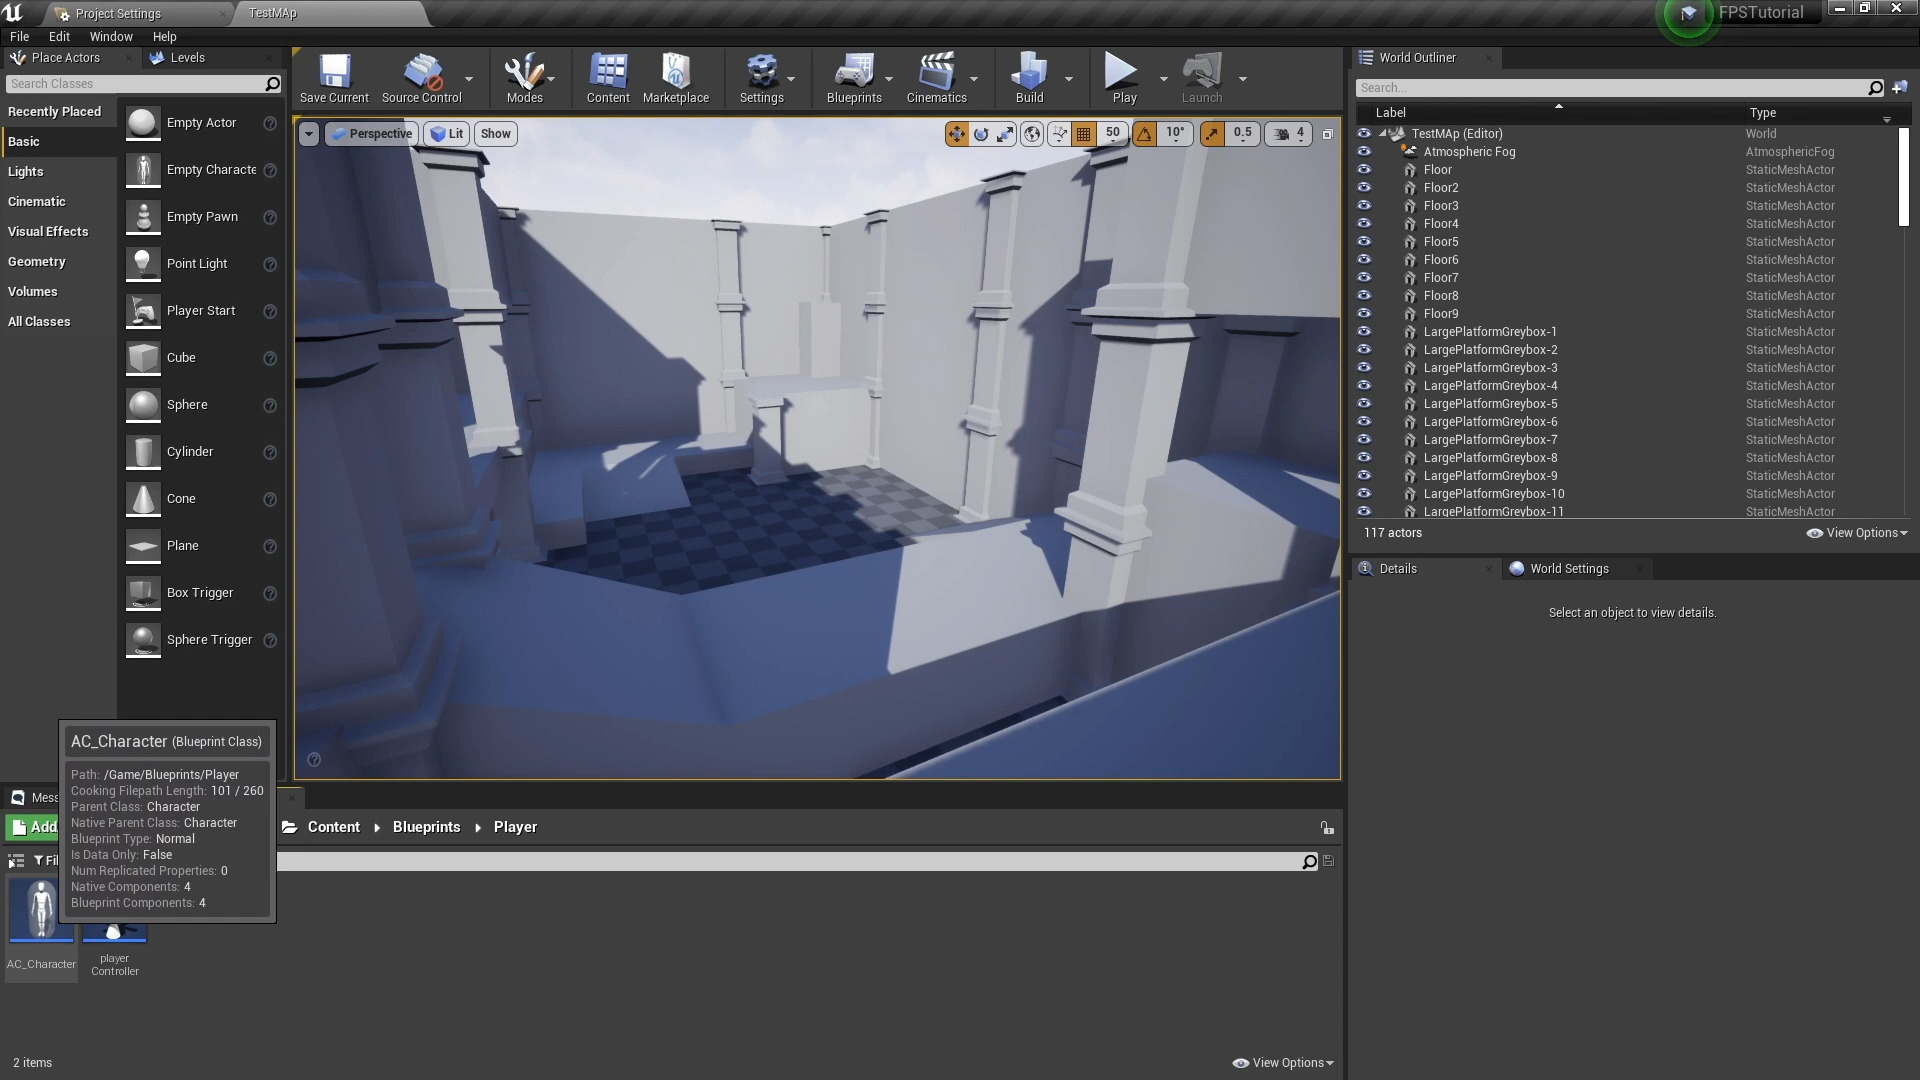 Project Settings
TestMAp
FPSTutorial
File
Edit
Window
Help
Place Actors
Levels
Search Classes
Recently Placed
Basic
Lights
Cinematic
Visual Effects
Geometry
Volumes
All Classes
Empty Actor
Empty Characte
Empty Pawn
Point Light
Player Start
Cube
Sphere
Cylinder
Cone
Plane
Box Trigger
Sphere Trigger
Save Current
Source Control
Modes
Content
Marketplace
Settings
Blueprints
Cinematics
Build
Play
Launch
Perspective
Lit
Show
50
10°
0.5
4
World Outliner
Search...
Label
Type
TestMAp (Editor) World
Atmospheric Fog AtmosphericFog
Floor StaticMeshActor
Floor2 StaticMeshActor
Floor3 StaticMeshActor
Floor4 StaticMeshActor
Floor5 StaticMeshActor
Floor6 StaticMeshActor
Floor7 StaticMeshActor
Floor8 StaticMeshActor
Floor9 StaticMeshActor
LargePlatformGreybox-1 StaticMeshActor
LargePlatformGreybox-2 StaticMeshActor
LargePlatformGreybox-3 StaticMeshActor
LargePlatformGreybox-4 StaticMeshActor
LargePlatformGreybox-5 StaticMeshActor
LargePlatformGreybox-6 StaticMeshActor
LargePlatformGreybox-7 StaticMeshActor
LargePlatformGreybox-8 StaticMeshActor
LargePlatformGreybox-9 StaticMeshActor
LargePlatformGreybox-10 StaticMeshActor
LargePlatformGreybox-11 StaticMeshActor
117 actors
View Options
Details
World Settings
Select an object to view details.
AC_Character (Blueprint Class)
Path: /Game/Blueprints/Player
Cooking Filepath Length: 101 / 260
Parent Class: Character
Native Parent Class: Character
Blueprint Type: Normal
Is Data Only: False
Num Replicated Properties: 0
Native Components: 4
Blueprint Components: 4
Mess
Add
Content
Blueprints
Player
Fil
AC_Character
player
Controller
2 items
View Options